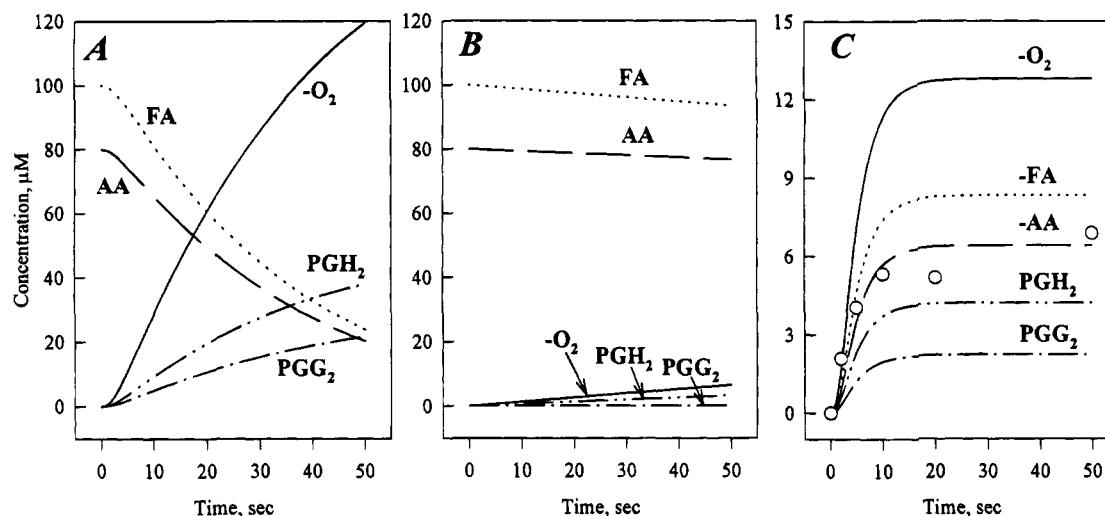 A
B
C
Concentration, μM
120
100
80
60
40
20
0
FA
AA
-O2
PGH2
PGG2
0 10 20 30 40 50
Time, sec
120
100
80
60
40
20
0
FA
AA
-O2
PGH2
PGG2
0 10 20 30 40 50
Time, sec
15
12
9
6
3
0
-O2
-FA
-AA
PGH2
PGG2
0 10 20 30 40 50
Time, sec